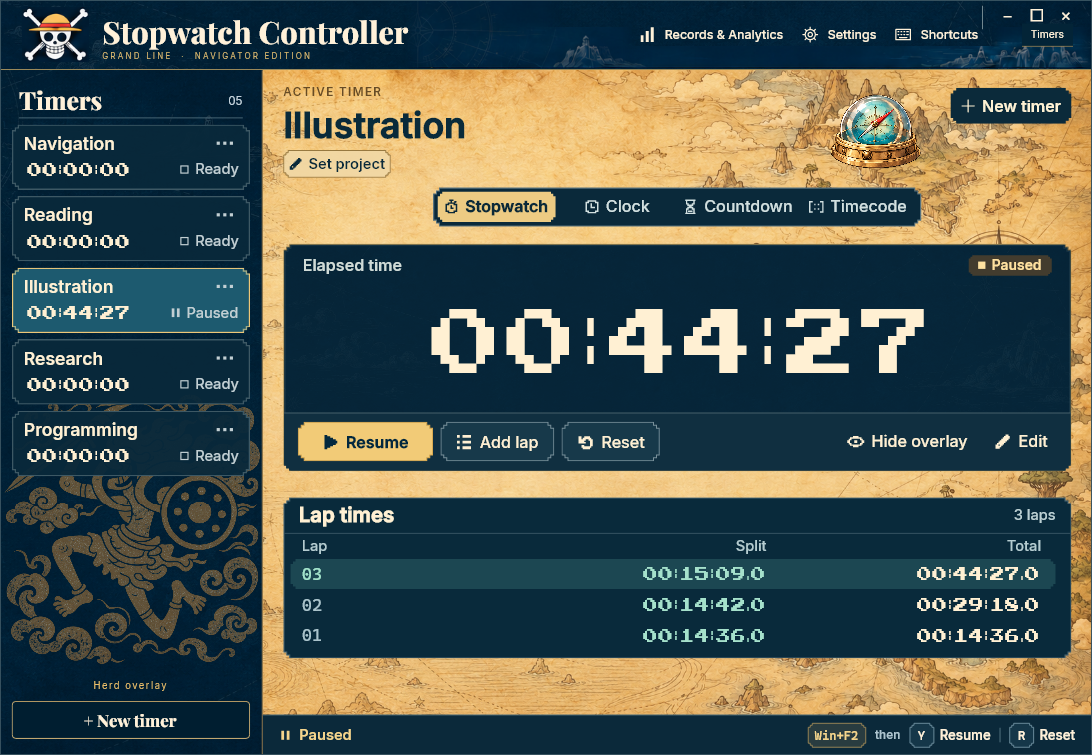 Stopwatch Controller
GRAND LINE · NAVIGATOR EDITION
Records & Analytics
Settings
Shortcuts
Timers
Timers
05
Navigation
00:00:00
Ready
Reading
00:00:00
Ready
Illustration
00:44:27
Paused
Research
00:00:00
Ready
Programming
00:00:00
Ready
Herd overlay
+ New timer
ACTIVE TIMER
Illustration
Set project
+ New timer
Stopwatch
Clock
Countdown
Timecode
Elapsed time
Paused
00:44:27
Resume
Add lap
Reset
Hide overlay
Edit
Lap times
3 laps
Lap Split Total
03 00:15:09.0 00:44:27.0
02 00:14:42.0 00:29:18.0
01 00:14:36.0 00:14:36.0
Paused
Win+F2 then Y Resume | R Reset